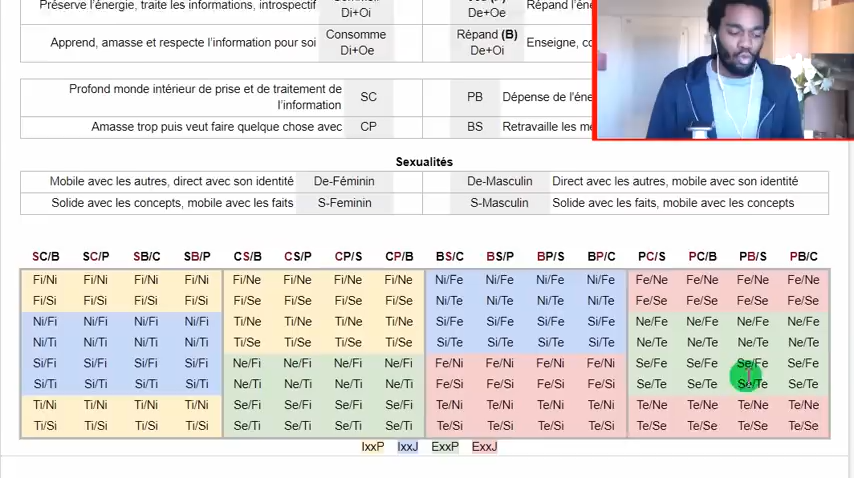 Préserve l'énergie, traite les informations, introspectif
Di+Oi
De+Oe
Répand l'éne
Apprend, amasse et respecte l'information pour soi
Consomme
Di+Oe
Répand (B)
De+Oi
Enseigne, co
Profond monde intérieur de prise et de traitement de
l'information
SC
PB
Dépense de l'éne
Amasse trop puis veut faire quelque chose avec
CP
BS
Retravaille les mé
Sexualités
Mobile avec les autres, direct avec son identité De-Féminin De-Masculin Direct avec les autres, mobile avec son identité
Solide avec les concepts, mobile avec les faits S-Feminin S-Masculin Solide avec les faits, mobile avec les concepts
SC/B SC/P SB/C SB/P CS/B CS/P CP/S CP/B BS/C BS/P BP/S BP/C PC/S PC/B PB/S PB/C
Fi/Ni Fi/Ni Fi/Ni Fi/Ni Fi/Ne Fi/Ne Fi/Ne Fi/Ne Ni/Fe Ni/Fe Ni/Fe Ni/Fe Fe/Ne Fe/Ne Fe/Ne Fe/Ne
Fi/Si Fi/Si Fi/Si Fi/Si Fi/Se Fi/Se Fi/Se Fi/Se Ni/Te Ni/Te Ni/Te Ni/Te Fe/Se Fe/Se Fe/Se Fe/Se
Ni/Fi Ni/Fi Ni/Fi Ni/Fi Ti/Ne Ti/Ne Ti/Ne Ti/Ne Si/Fe Si/Fe Si/Fe Si/Fe Ne/Fe Ne/Fe Ne/Fe Ne/Fe
Ni/Ti Ni/Ti Ni/Ti Ni/Ti Ti/Se Ti/Se Ti/Se Ti/Se Si/Te Si/Te Si/Te Si/Te Ne/Te Ne/Te Ne/Te Ne/Te
Si/Fi Si/Fi Si/Fi Si/Fi Ne/Fi Ne/Fi Ne/Fi Ne/Fi Fe/Ni Fe/Ni Fe/Ni Fe/Ni Se/Fe Se/Fe Se/Fe Se/Fe
Si/Ti Si/Ti Si/Ti Si/Ti Ne/Ti Ne/Ti Ne/Ti Ne/Ti Fe/Si Fe/Si Fe/Si Fe/Si Se/Te Se/Te Se/Te Se/Te
Ti/Ni Ti/Ni Ti/Ni Ti/Ni Se/Fi Se/Fi Se/Fi Se/Fi Te/Ni Te/Ni Te/Ni Te/Ni Te/Ne Te/Ne Te/Ne Te/Ne
Ti/Si Ti/Si Ti/Si Ti/Si Se/Ti Se/Ti Se/Ti Se/Ti Te/Si Te/Si Te/Si Te/Si Te/Se Te/Se Te/Se Te/Se
IxxP IxxJ ExxP ExxJ